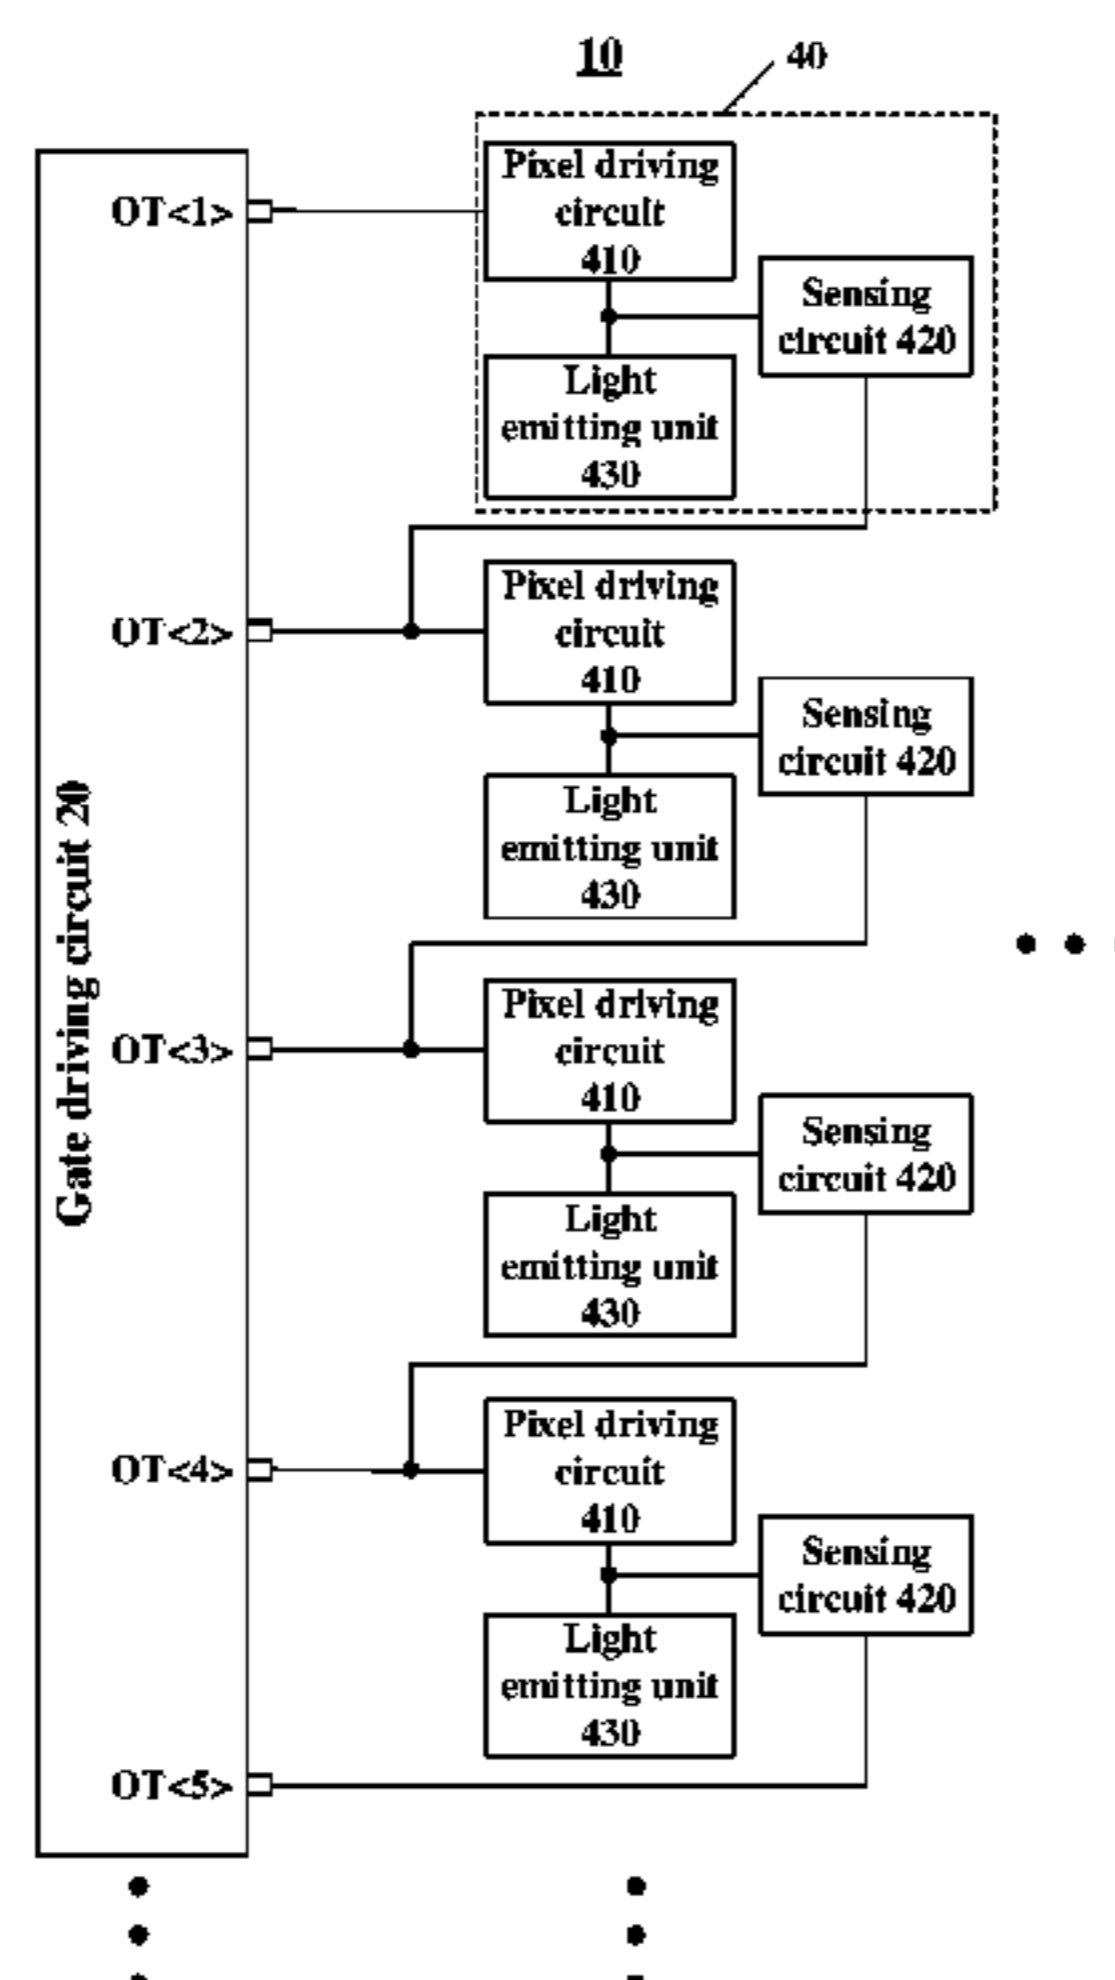 10
40
OT<1>
Pixel driving
circuit
410
Sensing
circuit 420
Light
emitting unit
430
OT<2>
Pixel driving
circuit
410
Sensing
circuit 420
Light
emitting unit
430
Gate driving circuit 20
OT<3>
Pixel driving
circuit
410
Sensing
circuit 420
Light
emitting unit
430
OT<4>
Pixel driving
circuit
410
Sensing
circuit 420
Light
emitting unit
430
OT<5>